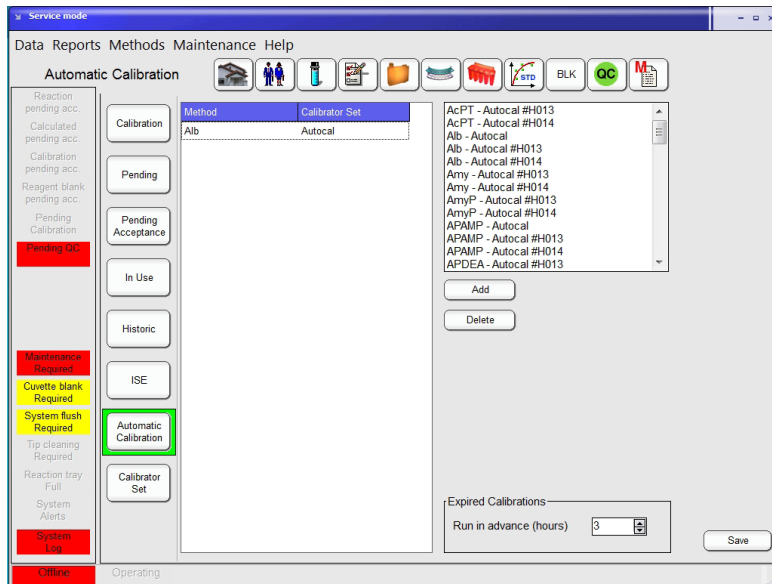 Service mode
Data Reports Methods Maintenance Help
Automatic Calibration
STD
BLK
QC
M
Reaction
pending acc.
Calculated
pending acc.
Calibration
pending acc.
Reagent blank
pending acc.
Pending
Calibration
Pending QC
Maintenance
Required
Cuvette blank
Required
System flush
Required
Tip cleaning
Required
Reaction tray
Full
System
Alerts
System
Log
Calibration
Pending
Pending
Acceptance
In Use
Historic
ISE
Automatic
Calibration
Calibrator
Set
Method Calibrator Set
Alb Autocal
AcPT - Autocal #H013
AcPT - Autocal #H014
Alb - Autocal
Alb - Autocal #H013
Alb - Autocal #H014
Amy - Autocal #H013
Amy - Autocal #H014
AmyP - Autocal #H013
AmyP - Autocal #H014
APAMP - Autocal
APAMP - Autocal #H013
APAMP - Autocal #H014
APDEA - Autocal #H013
Add
Delete
Expired Calibrations
Run in advance (hours) 3
Save
Offline Operating